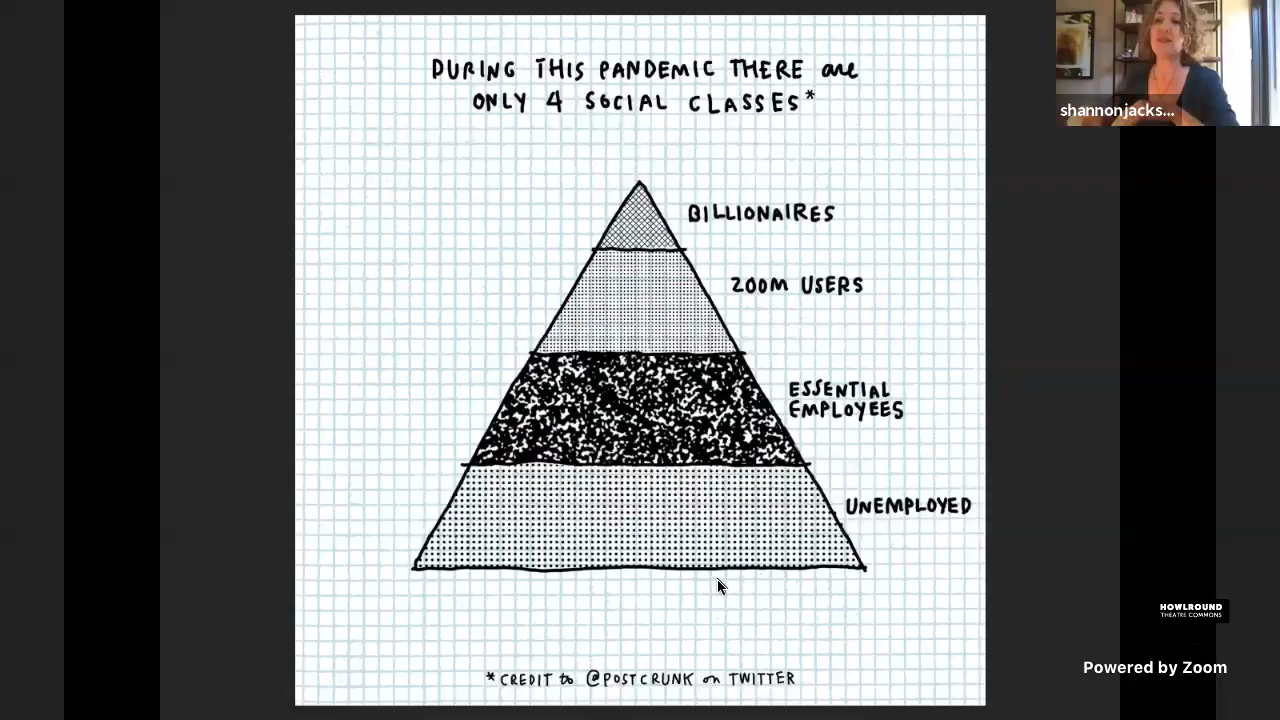 DURING THIS PANDEMIC THERE are
ONLY 4 SOCIAL CLASSES*
BILLIONAIRES
ZOOM USERS
ESSENTIAL
EMPLOYEES
UNEMPLOYED
*CREDIT to @POSTCRUNK on TWITTER
shannonjacks...
HOWLROUND
THEATRE COMMONS
Powered by Zoom